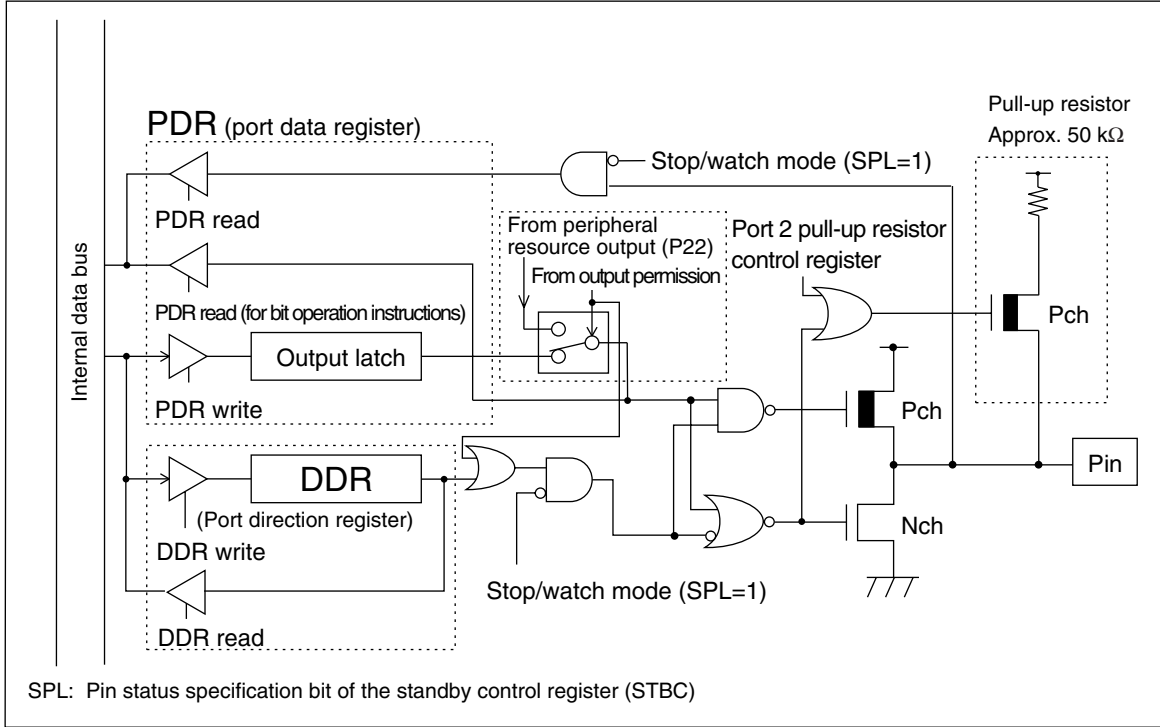 Internal data bus
PDR (port data register)
PDR read
PDR read (for bit operation instructions)
Output latch
PDR write
DDR
(Port direction register)
DDR write
DDR read
Stop/watch mode (SPL=1)
From peripheral
resource output (P22)
From output permission
Port 2 pull-up resistor
control register
Pull-up resistor
Approx. 50 kΩ
Pch
Pch
Pin
Nch
Stop/watch mode (SPL=1)
SPL: Pin status specification bit of the standby control register (STBC)